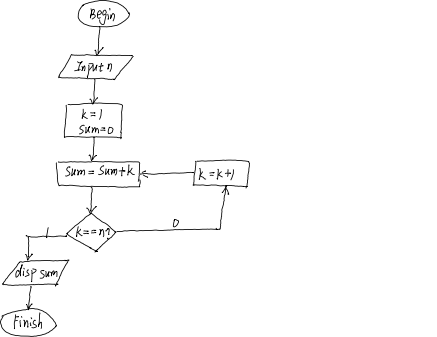 Begin
Input n
k=1
Sum=0
Sum=Sum+k
k=k+1
k==n?
0
1
disp sum
Finish